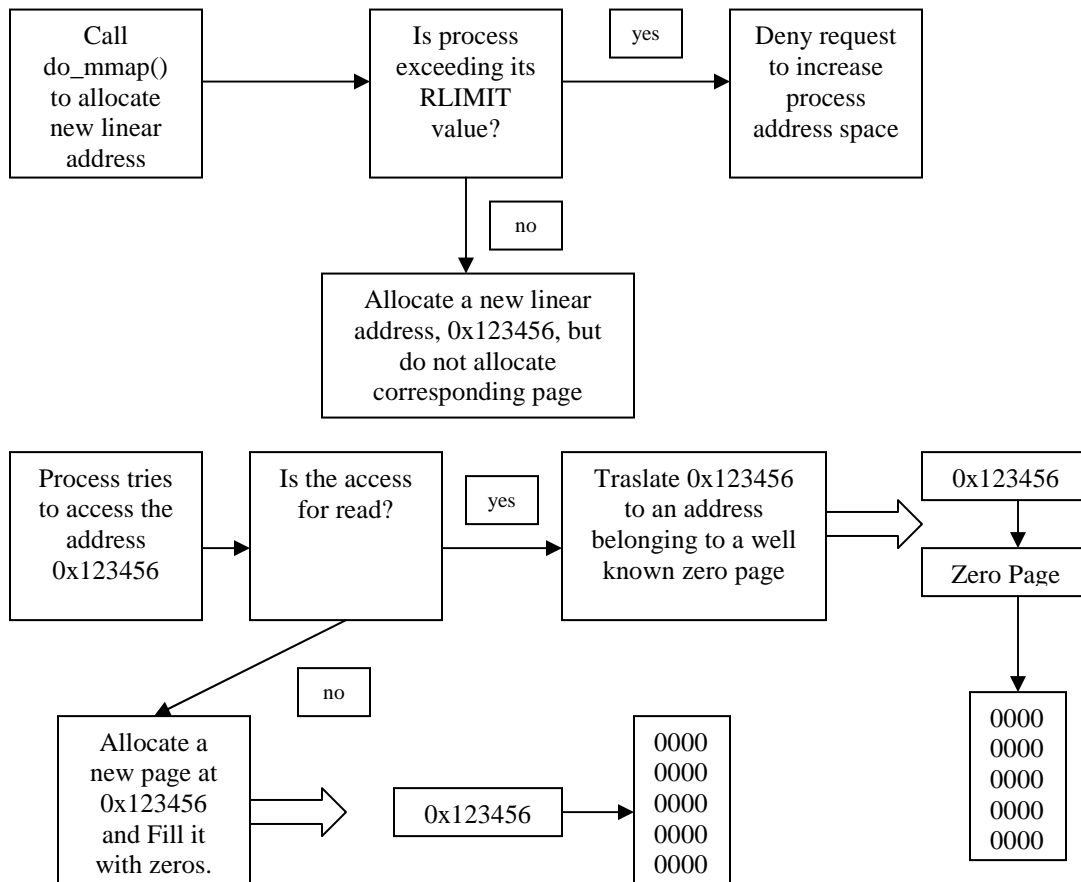 Call
do_mmap()
to allocate
new linear
address
Is process
exceeding its
RLIMIT
value?
yes
Deny request
to increase
process
address space
no
Allocate a new linear
address, 0x123456, but
do not allocate
corresponding page
Process tries
to access the
address
0x123456
Is the access
for read?
yes
Traslate 0x123456
to an address
belonging to a well
known zero page
0x123456
Zero Page
0000
0000
0000
0000
0000
no
Allocate a
new page at
0x123456
and Fill it
with zeros.
0x123456
0000
0000
0000
0000
0000